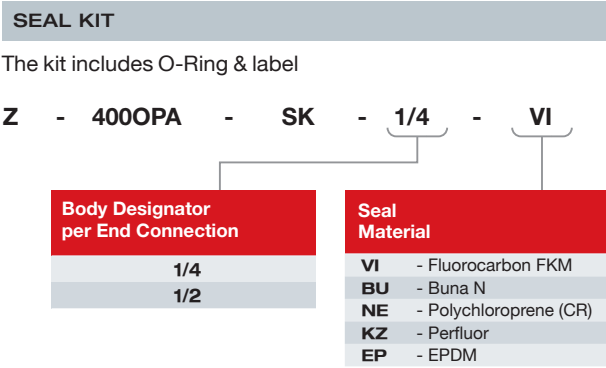 SEAL KIT
The kit includes O-Ring & label
Z - 400OPA - SK - 1/4 - VI
Body Designator
per End Connection
1/4
1/2
Seal
Material
VI - Fluorocarbon FKM
BU - Buna N
NE - Polychloroprene (CR)
KZ - Perfluor
EP - EPDM